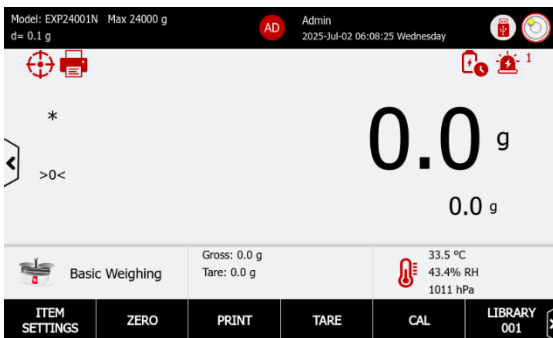 Model: EXP24001N Max 24000 g
d= 0.1 g
AD
Admin
2025-Jul-02 06:08:25 Wednesday
1
*
0.0 g
>0<
0.0 g
Basic Weighing
Gross: 0.0 g
Tare: 0.0 g
33.5 °C
43.4% RH
1011 hPa
ITEM
SETTINGS
ZERO
PRINT
TARE
CAL
LIBRARY
001